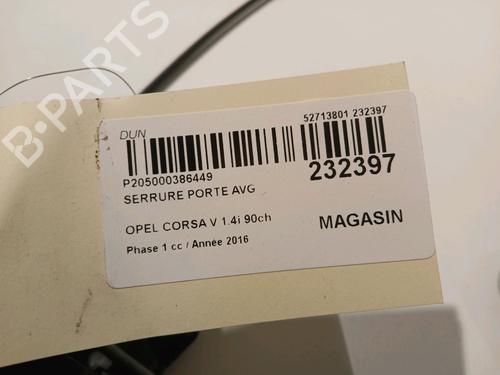 B-PARTS
DUN
52713801 232397
P205000386449
232397
SERRURE PORTE AVG
OPEL CORSA V 1.4i 90ch
MAGASIN
Phase 1 cc / Année 2016